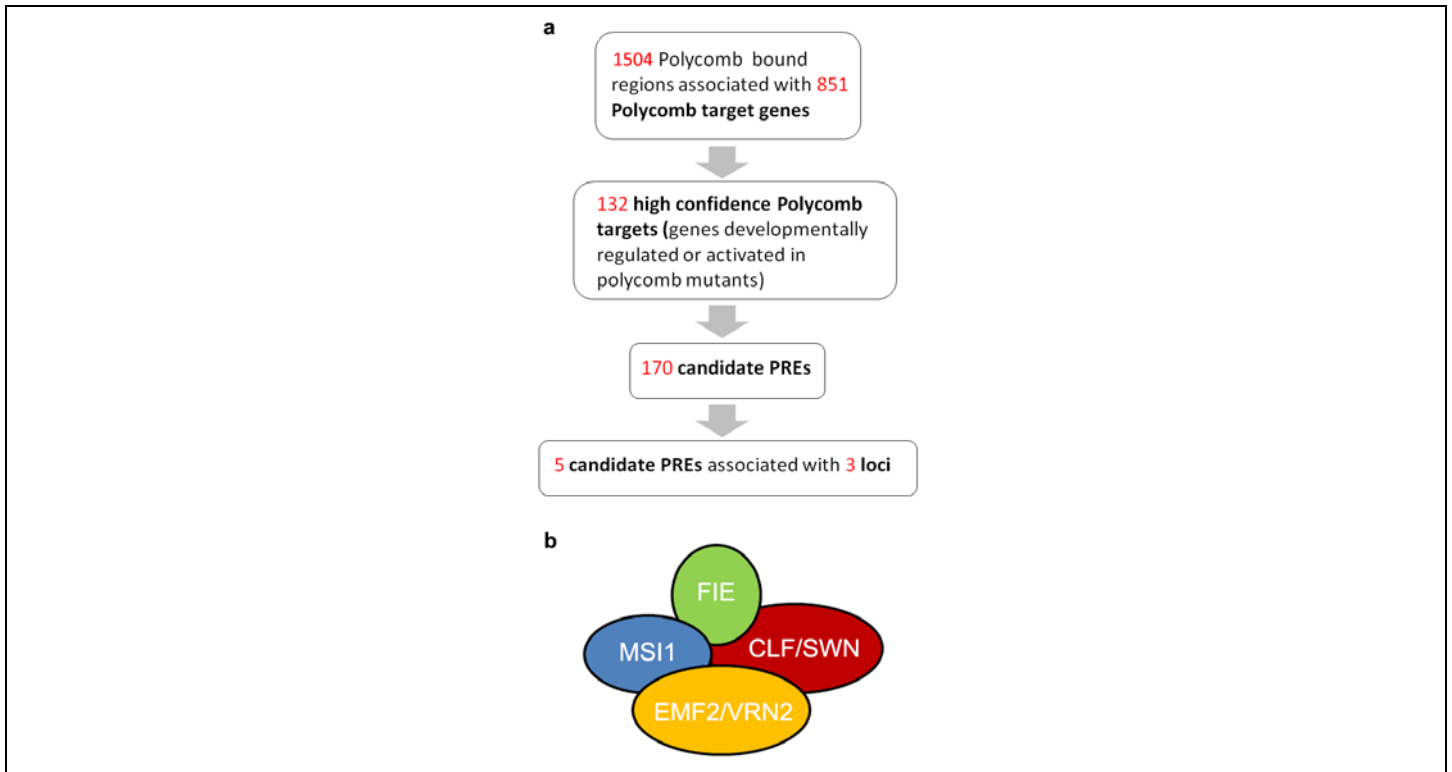 a
1504 Polycomb bound
regions associated with 851
Polycomb target genes
132 high confidence Polycomb
targets (genes developmentally
regulated or activated in
polycomb mutants)
170 candidate PREs
5 candidate PREs associated with 3 loci
b
FIE
MSI1
CLF/SWN
EMF2/VRN2